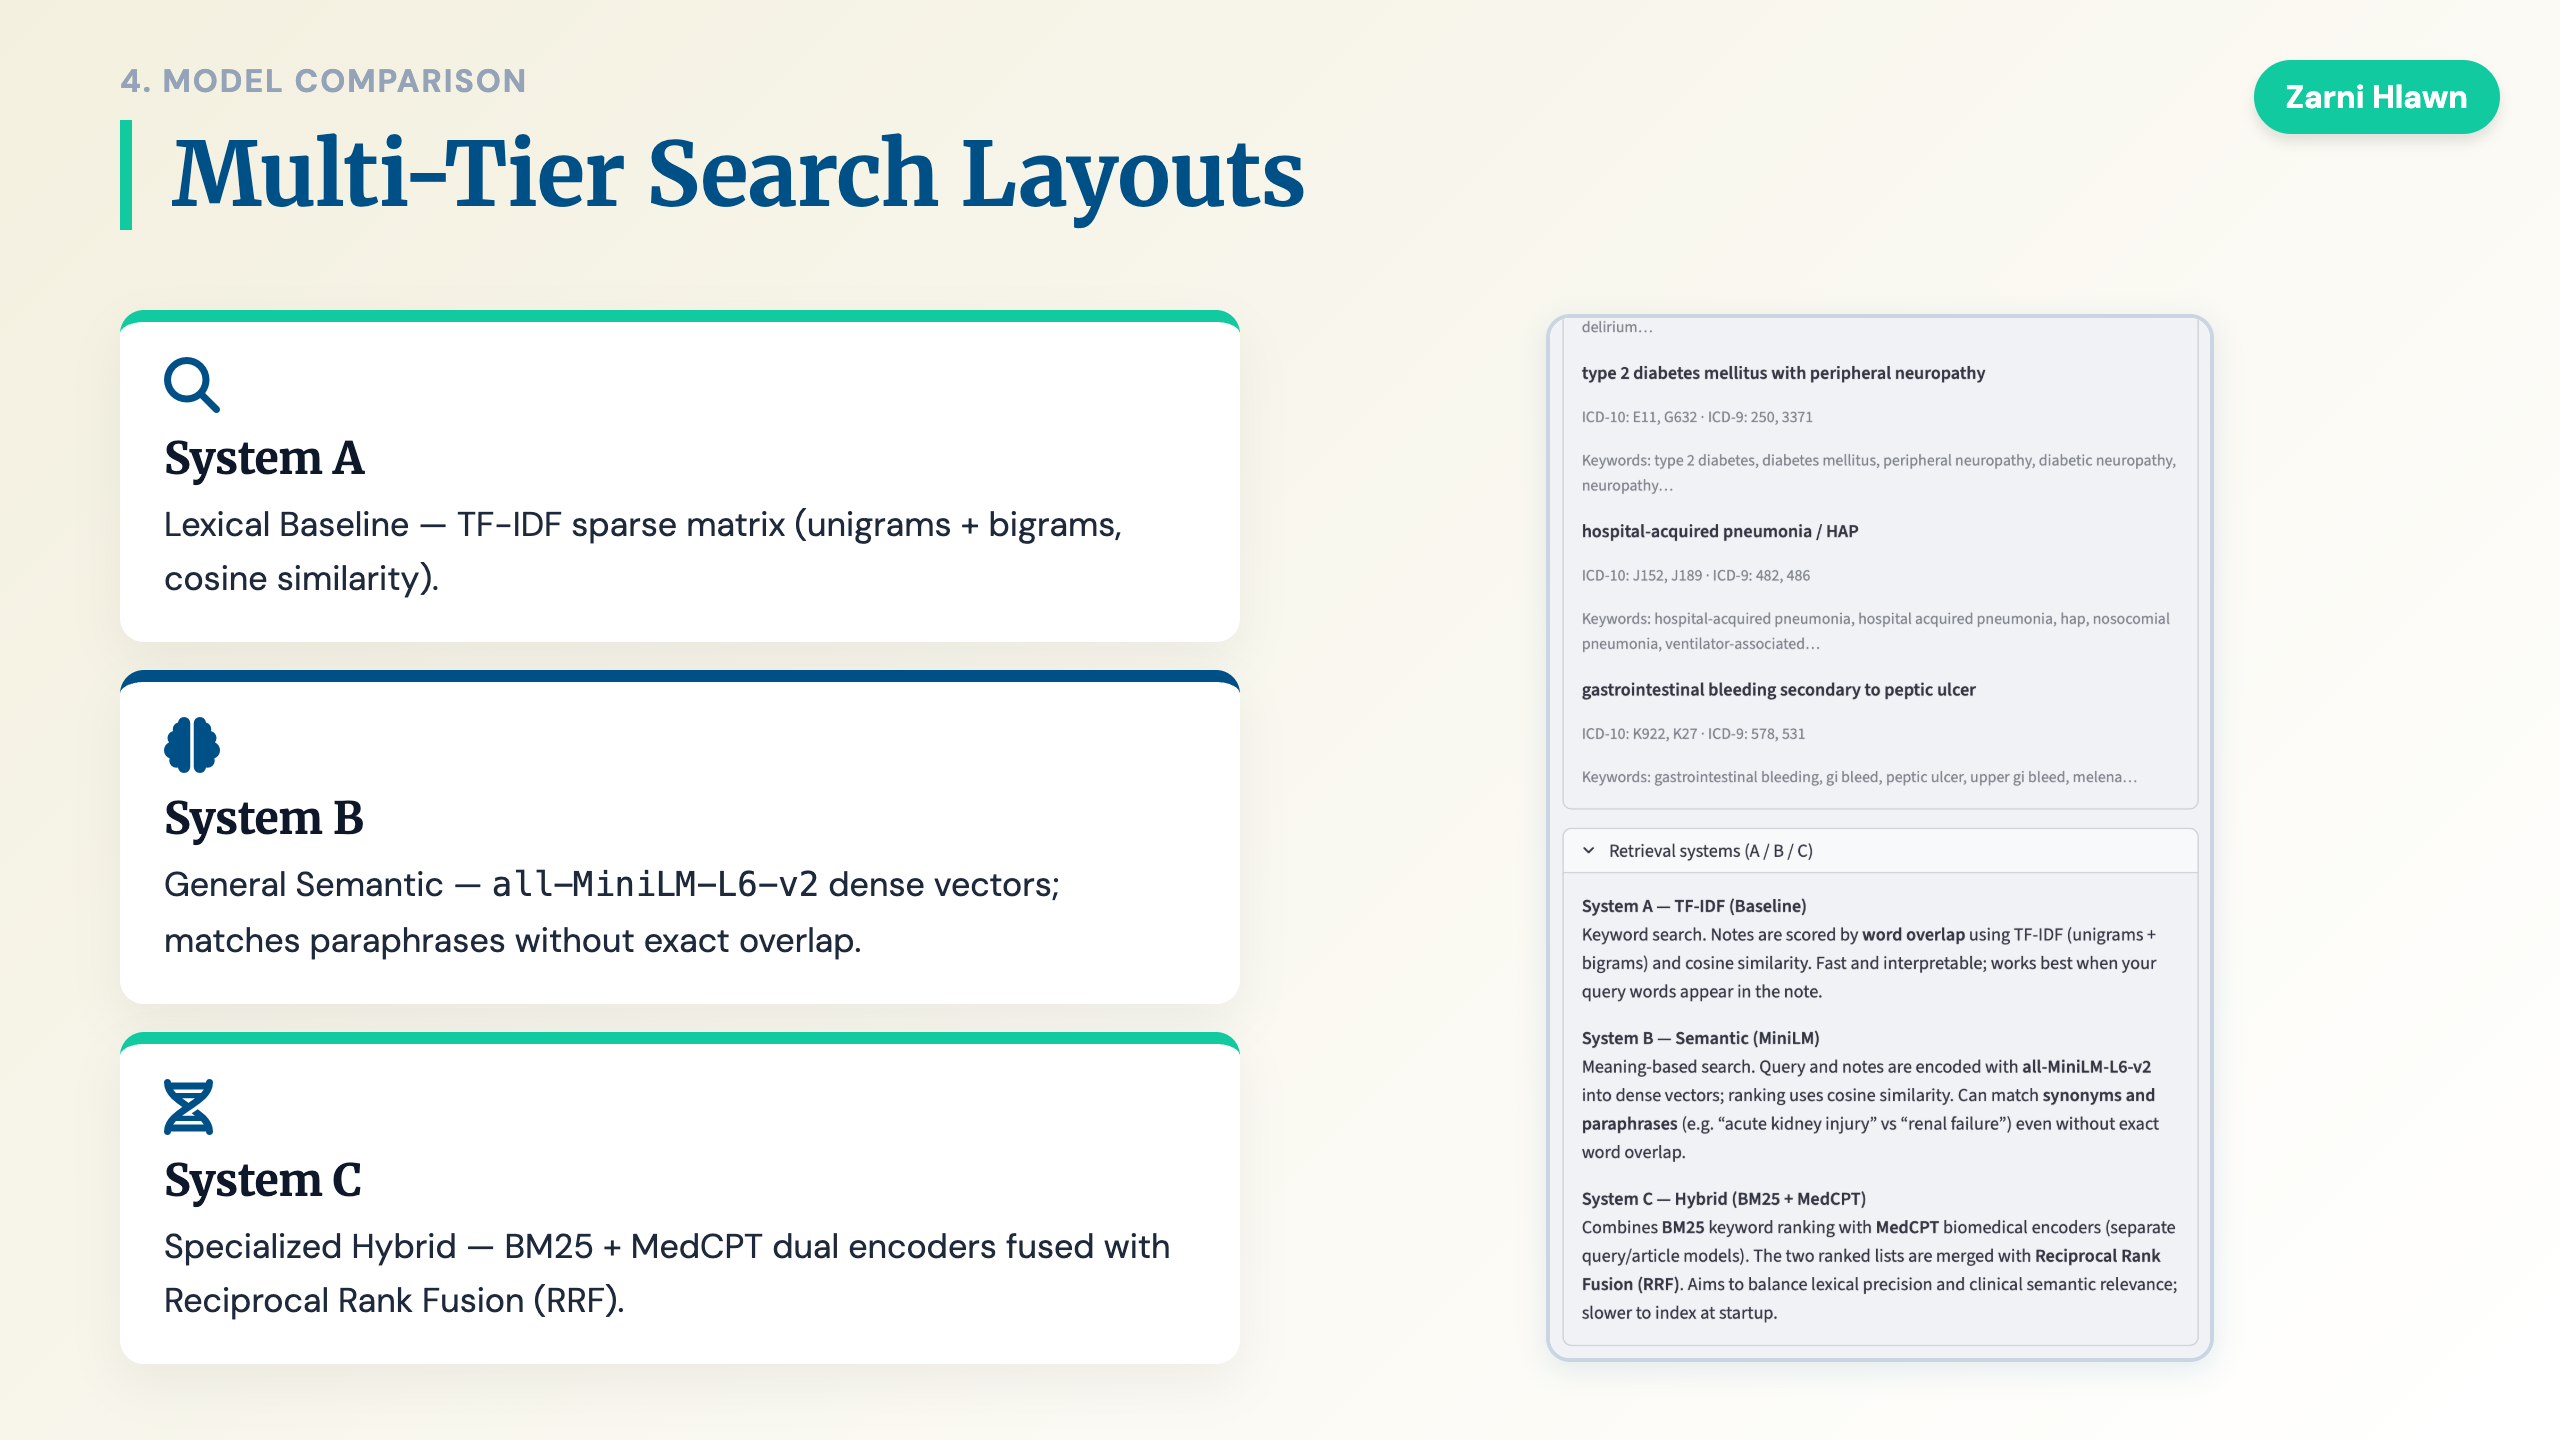 4. MODEL COMPARISON
Zarni Hlawn
Multi-Tier Search Layouts
System A
Lexical Baseline — TF-IDF sparse matrix (unigrams + bigrams,
cosine similarity).
System B
General Semantic — all-MiniLM-L6-v2 dense vectors;
matches paraphrases without exact overlap.
System C
Specialized Hybrid — BM25 + MedCPT dual encoders fused with
Reciprocal Rank Fusion (RRF).
delirium…
type 2 diabetes mellitus with peripheral neuropathy
ICD-10: E11, G632 · ICD-9: 250, 3371
Keywords: type 2 diabetes, diabetes mellitus, peripheral neuropathy, diabetic neuropathy,
neuropathy…
hospital-acquired pneumonia / HAP
ICD-10: J152, J189 · ICD-9: 482, 486
Keywords: hospital-acquired pneumonia, hospital acquired pneumonia, hap, nosocomial
pneumonia, ventilator-associated…
gastrointestinal bleeding secondary to peptic ulcer
ICD-10: K922, K27 · ICD-9: 578, 531
Keywords: gastrointestinal bleeding, gi bleed, peptic ulcer, upper gi bleed, melena…
Retrieval systems (A / B / C)
System A — TF-IDF (Baseline)
Keyword search. Notes are scored by word overlap using TF-IDF (unigrams +
bigrams) and cosine similarity. Fast and interpretable; works best when your
query words appear in the note.
System B — Semantic (MiniLM)
Meaning-based search. Query and notes are encoded with all-MiniLM-L6-v2
into dense vectors; ranking uses cosine similarity. Can match synonyms and
paraphrases (e.g. “acute kidney injury” vs “renal failure”) even without exact
word overlap.
System C — Hybrid (BM25 + MedCPT)
Combines BM25 keyword ranking with MedCPT biomedical encoders (separate
query/article models). The two ranked lists are merged with Reciprocal Rank
Fusion (RRF). Aims to balance lexical precision and clinical semantic relevance;
slower to index at startup.